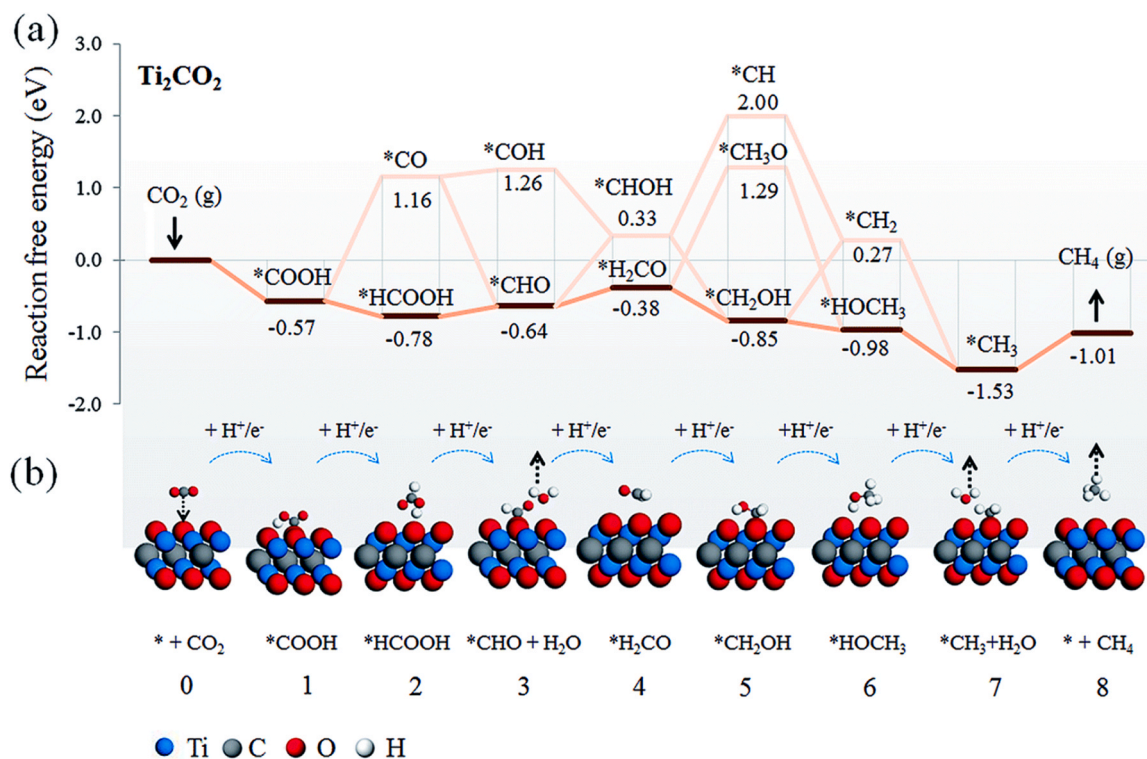 (a)
Reaction free energy (eV)
3.0
2.0
1.0
0.0
-1.0
-2.0
Ti₂CO₂
CO₂ (g)
*COOH
-0.57
*CO
1.16
*HCOOH
-0.78
*COH
1.26
*CHO
-0.64
*CHOH
0.33
*H₂CO
-0.38
*CH
2.00
*CH3O
1.29
*CH₂OH
-0.85
*CH₂
0.27
*HOCH₃
-0.98
*CH₃
-1.53
CH₄ (g)
-1.01
+ H⁺/e⁻ + H⁺/e⁻ + H⁺/e⁻ + H⁺/e⁻ + H⁺/e⁻ +H⁺/e⁻ + H⁺/e⁻ + H⁺/e⁻
(b)
* + CO₂ *COOH *HCOOH *CHO + H₂O *H₂CO *CH₂OH *HOCH₃ *CH₃+H₂O * + CH₄
0 1 2 3 4 5 6 7 8
Ti C O H